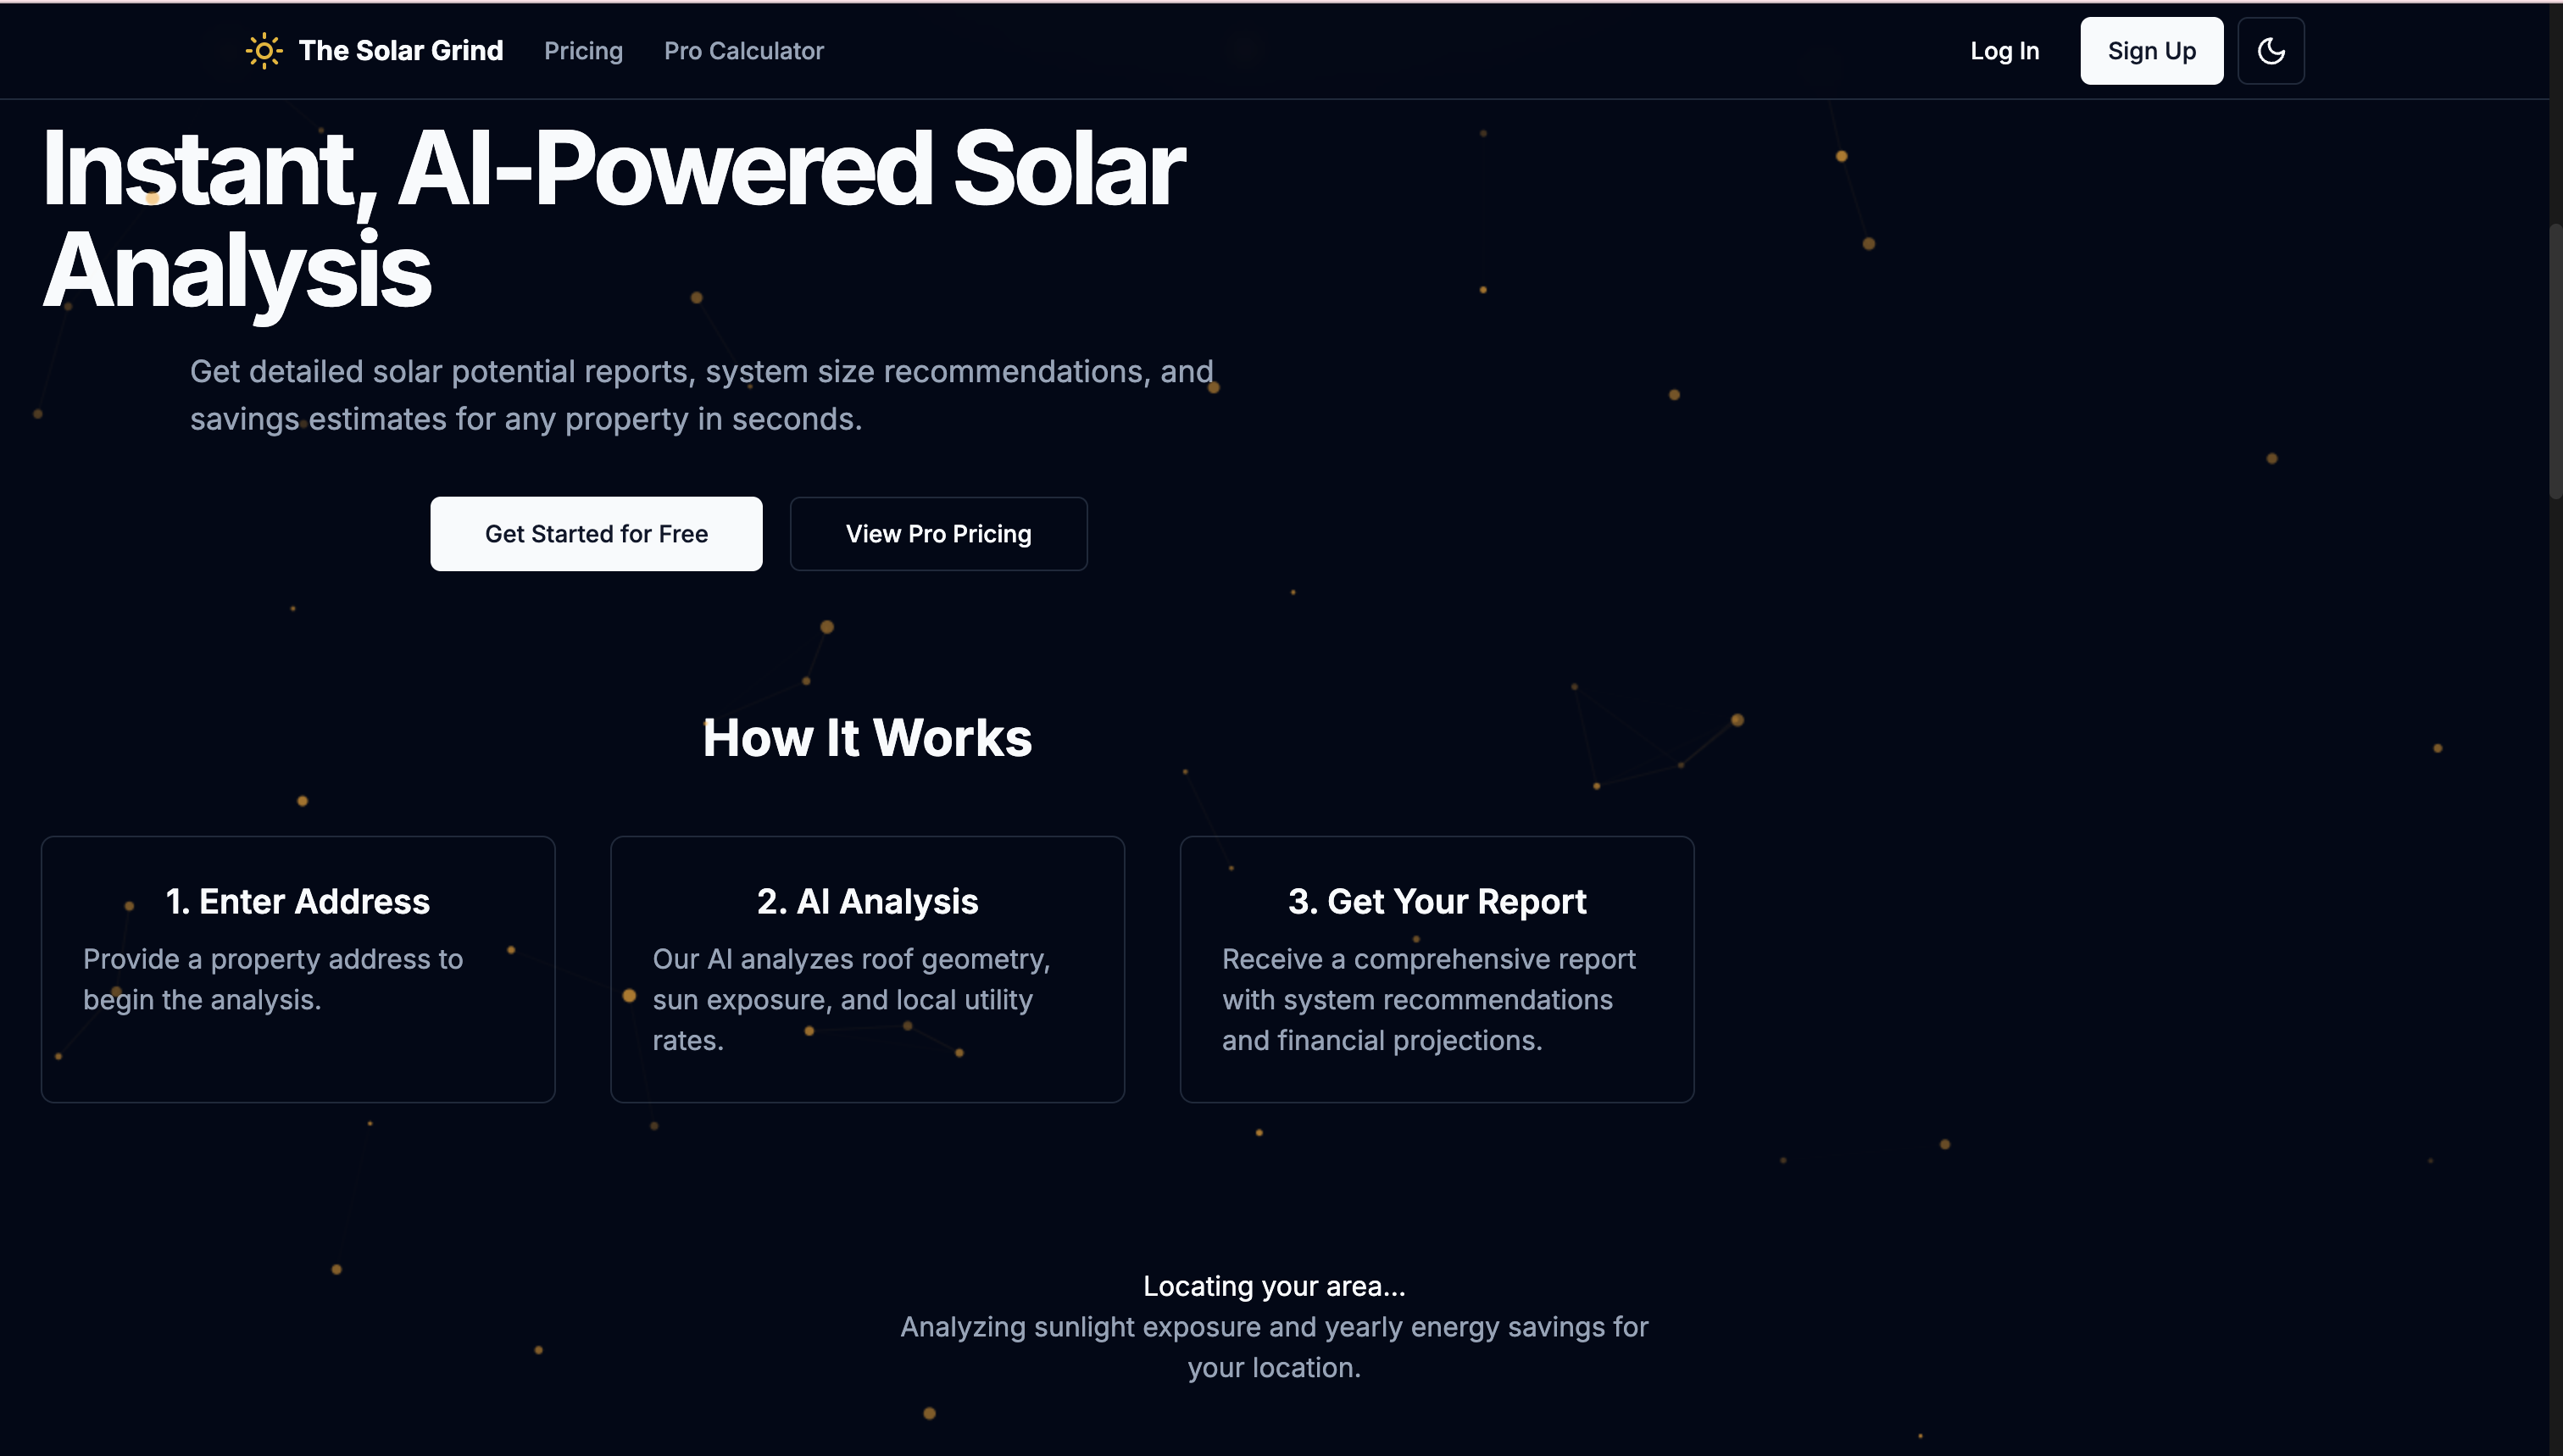 The Solar Grind Pricing Pro Calculator Log In Sign Up
Instant, AI-Powered Solar
Analysis
Get detailed solar potential reports, system size recommendations, and
savings estimates for any property in seconds.
Get Started for Free View Pro Pricing
How It Works
1. Enter Address
Provide a property address to
begin the analysis.
2. AI Analysis
Our AI analyzes roof geometry,
sun exposure, and local utility
rates.
3. Get Your Report
Receive a comprehensive report
with system recommendations
and financial projections.
Locating your area...
Analyzing sunlight exposure and yearly energy savings for
your location.